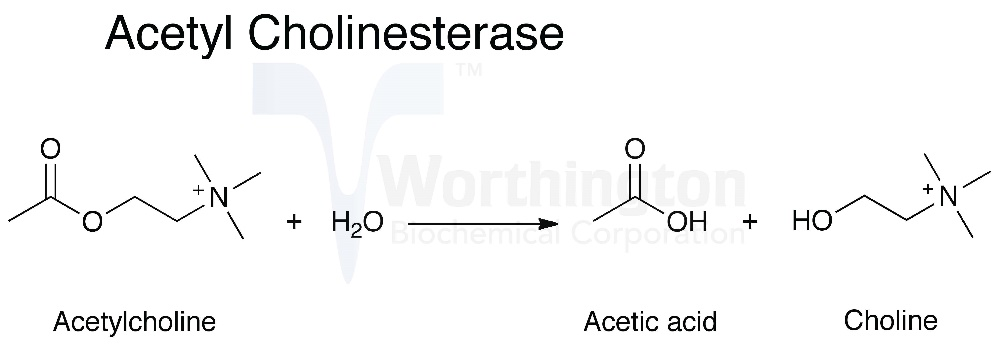 Acetyl Cholinesterase
TM
Worthington
Biochemical Corporation
O
O
N
+
+
H₂O
O
OH
+
HO
N
+
Acetylcholine
Acetic acid
Choline